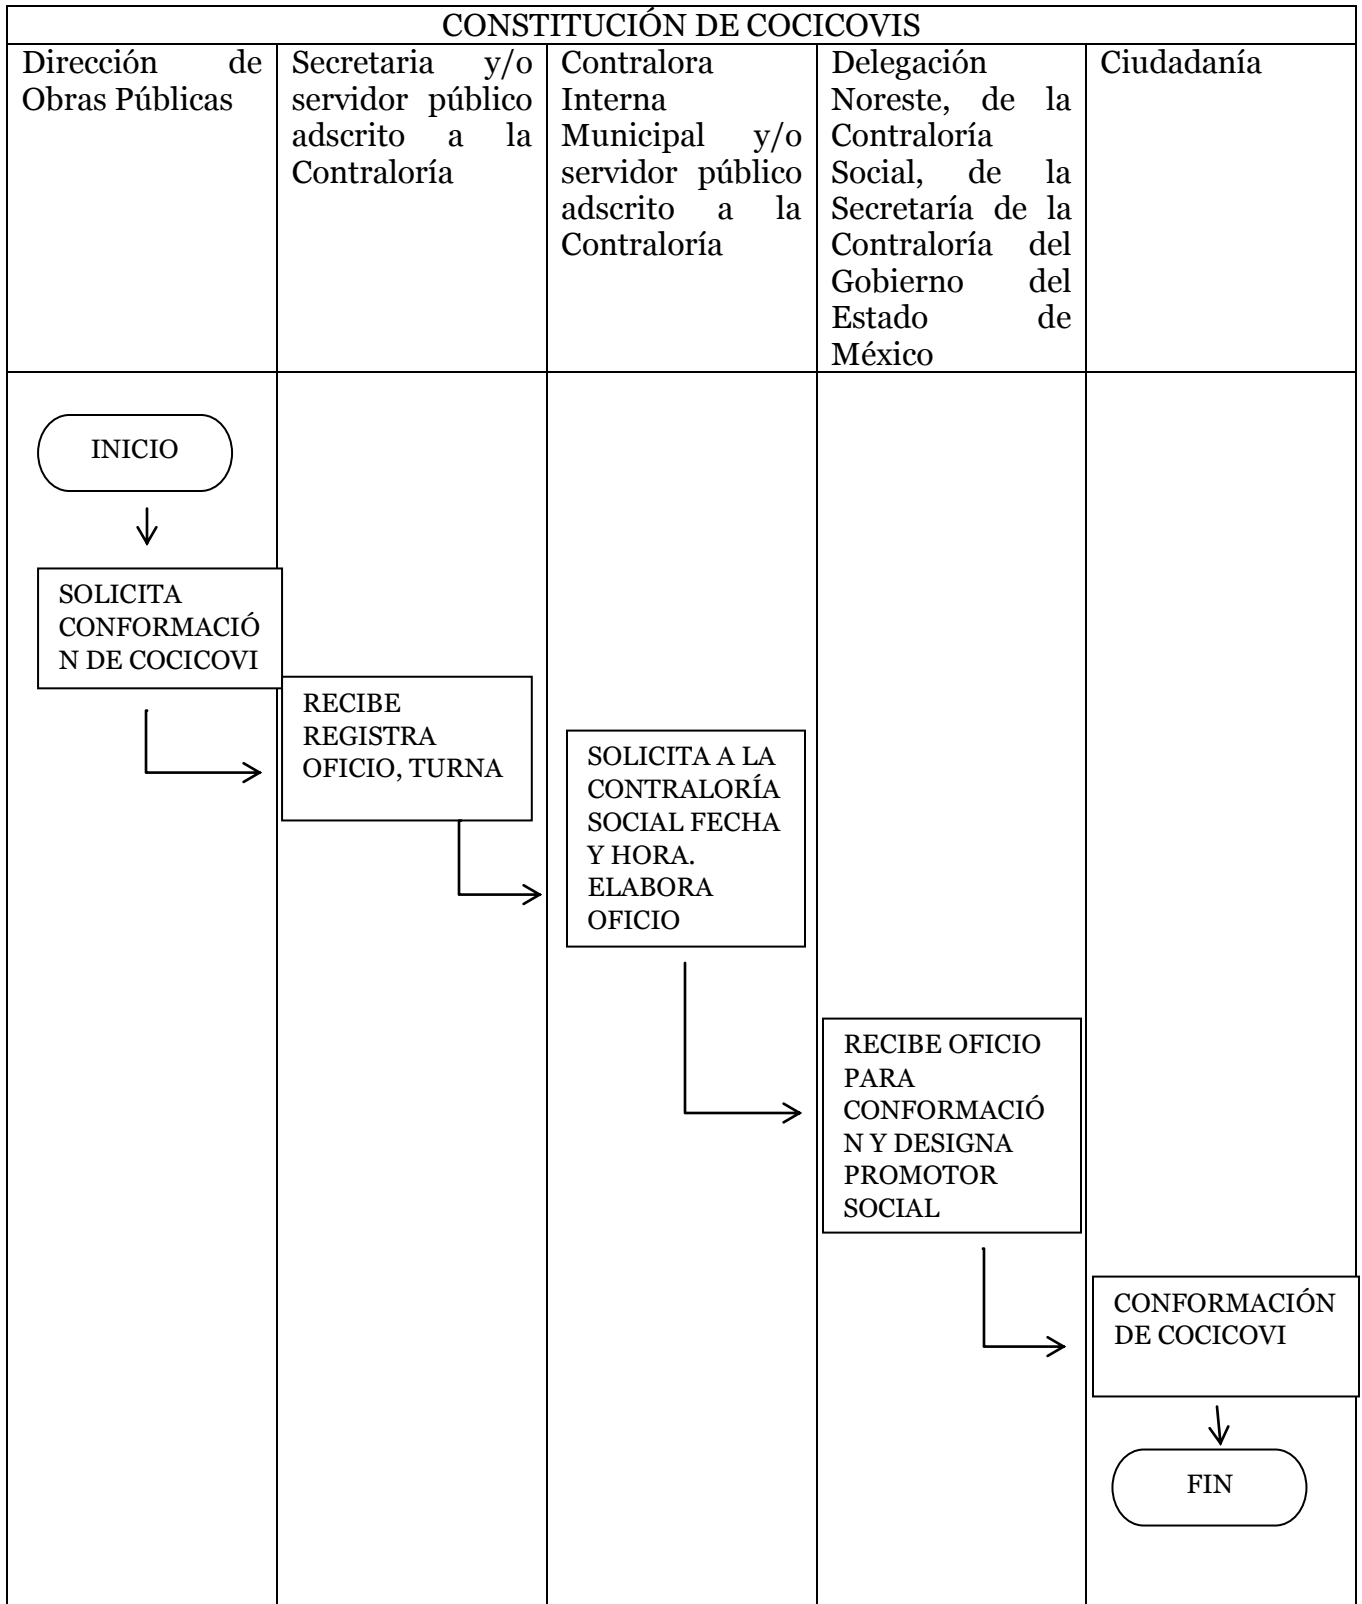 CONSTITUCIÓN DE COCICOVIS
Dirección de
Obras Públicas
Secretaria y/o
servidor público
adscrito a la
Contraloría
Contralora
Interna
Municipal y/o
servidor público
adscrito a la
Contraloría
Delegación
Noreste, de la
Contraloría
Social, de la
Secretaría de la
Contraloría del
Gobierno del
Estado de
México
Ciudadanía
INICIO
SOLICITA
CONFORMACIÓ
N DE COCICOVI
RECIBE
REGISTRA
OFICIO, TURNA
SOLICITA A LA
CONTRALORÍA
SOCIAL FECHA
Y HORA.
ELABORA
OFICIO
RECIBE OFICIO
PARA
CONFORMACIÓ
N Y DESIGNA
PROMOTOR
SOCIAL
CONFORMACIÓN
DE COCICOVI
FIN